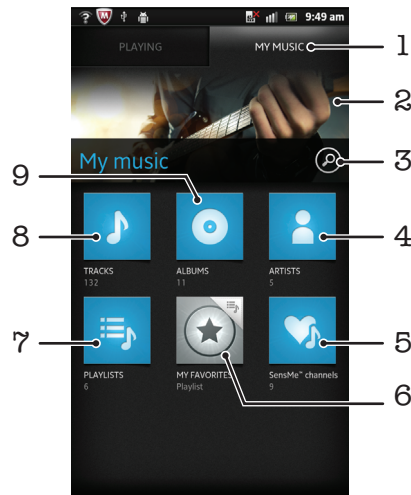 9:49 am
PLAYING
MY MUSIC
1
2
My music
3
9
8
4
TRACKS
132
ALBUMS
11
ARTISTS
5
7
5
PLAYLISTS
6
MY FAVORITES
Playlist
SensMe™ channels
9
6